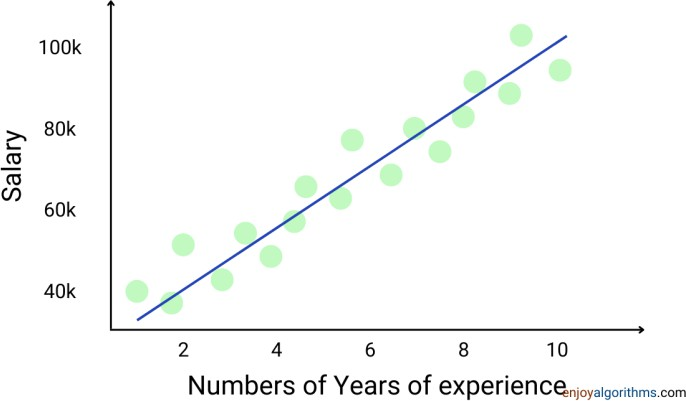 100k
80k
60k
40k
Salary
2 4 6 8 10
Numbers of Years of experience
enjoyalgorithms.com